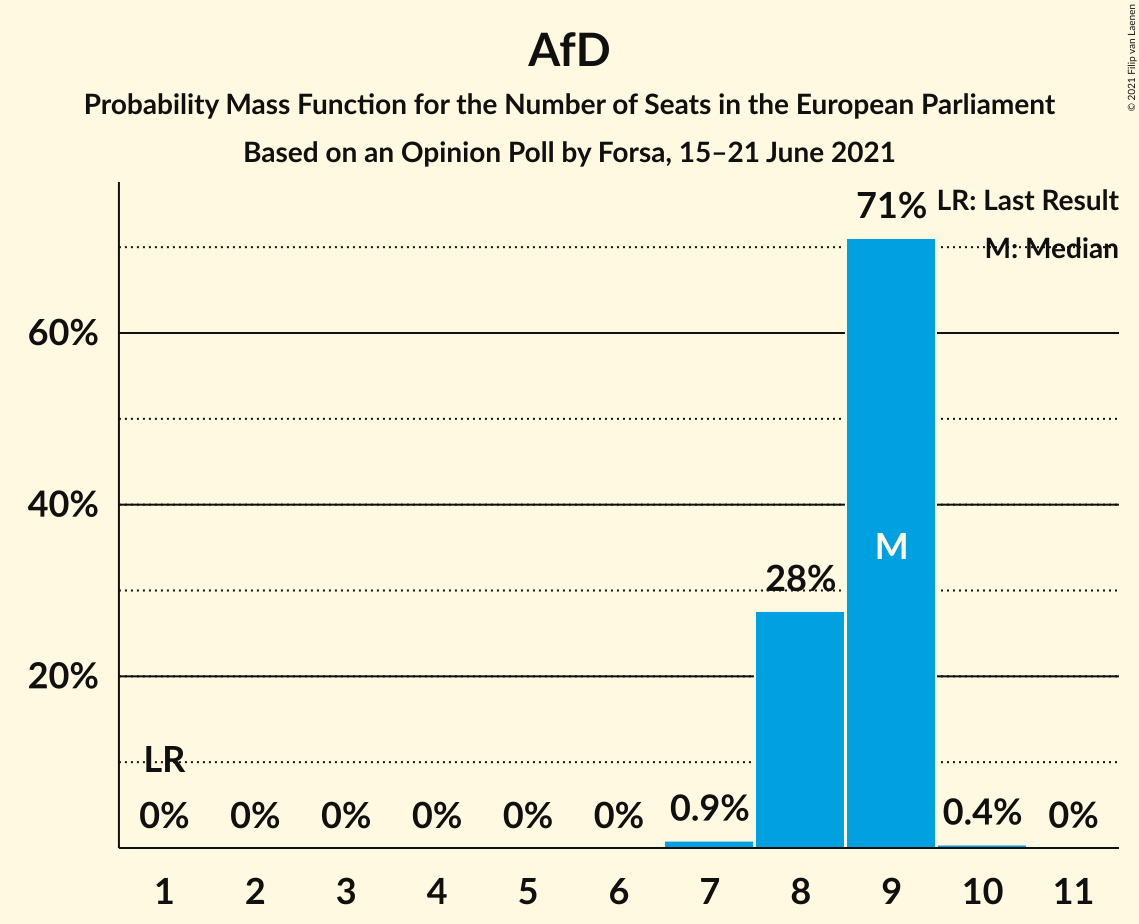 AfD
Probability Mass Function for the Number of Seats in the European Parliament
Based on an Opinion Poll by Forsa, 15–21 June 2021
© 2021 Filip van Laenen
71%
LR: Last Result
M: Median
60%
40%
M
28%
20%
LR
0% 0% 0% 0% 0% 0% 0.9% 0.4% 0%
1 2 3 4 5 6 7 8 9 10 11